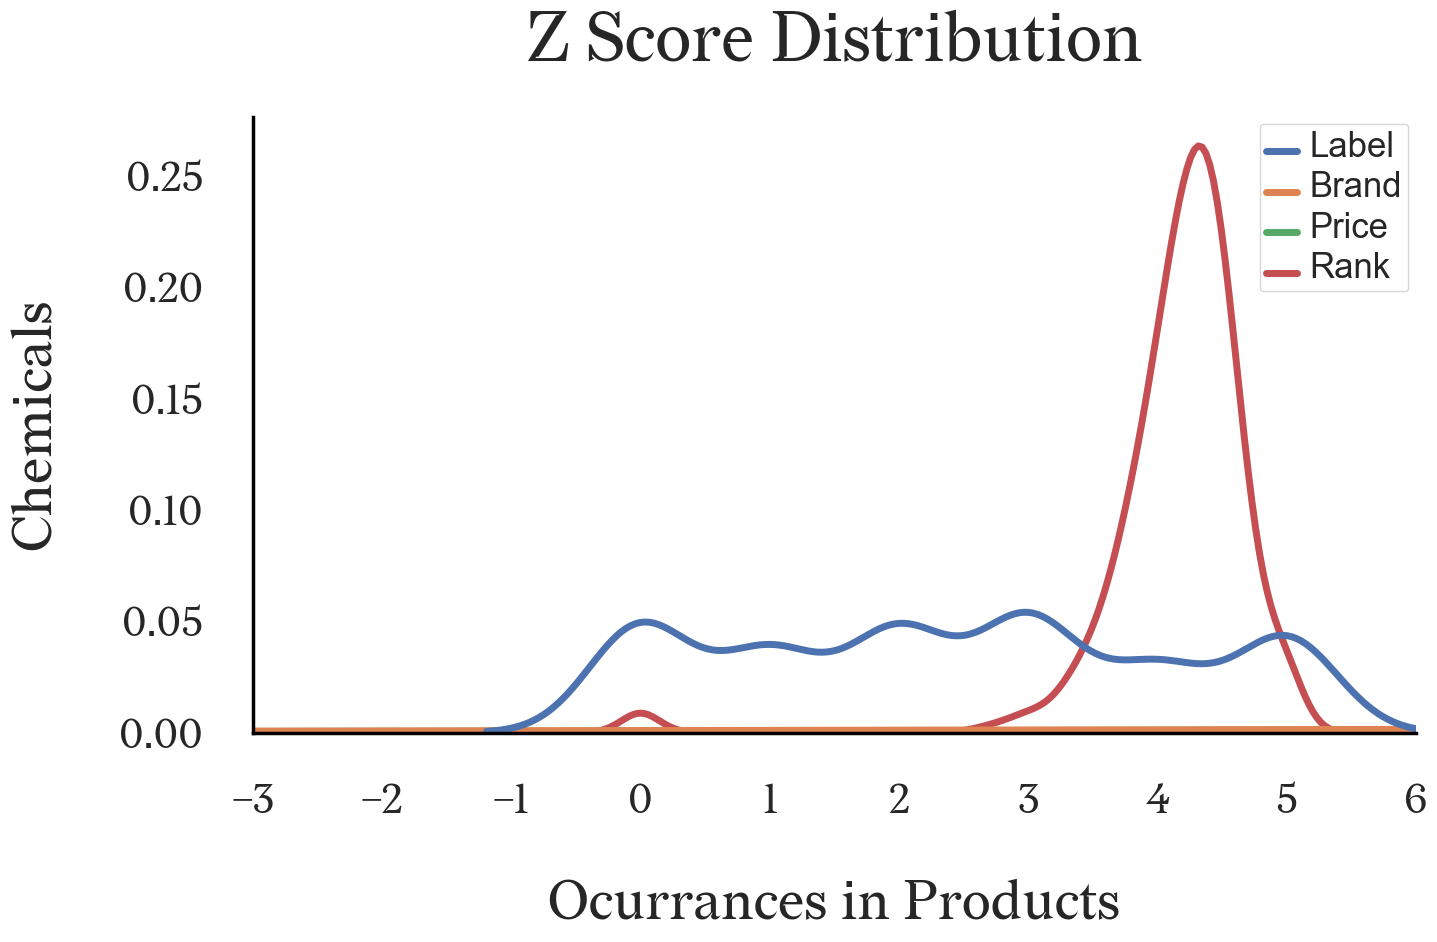 Z Score Distribution
Label
Brand
Price
Rank
0.25
0.20
0.15
0.10
0.05
0.00
Chemicals
−3 −2 −1 0 1 2 3 4 5 6
Ocurrances in Products